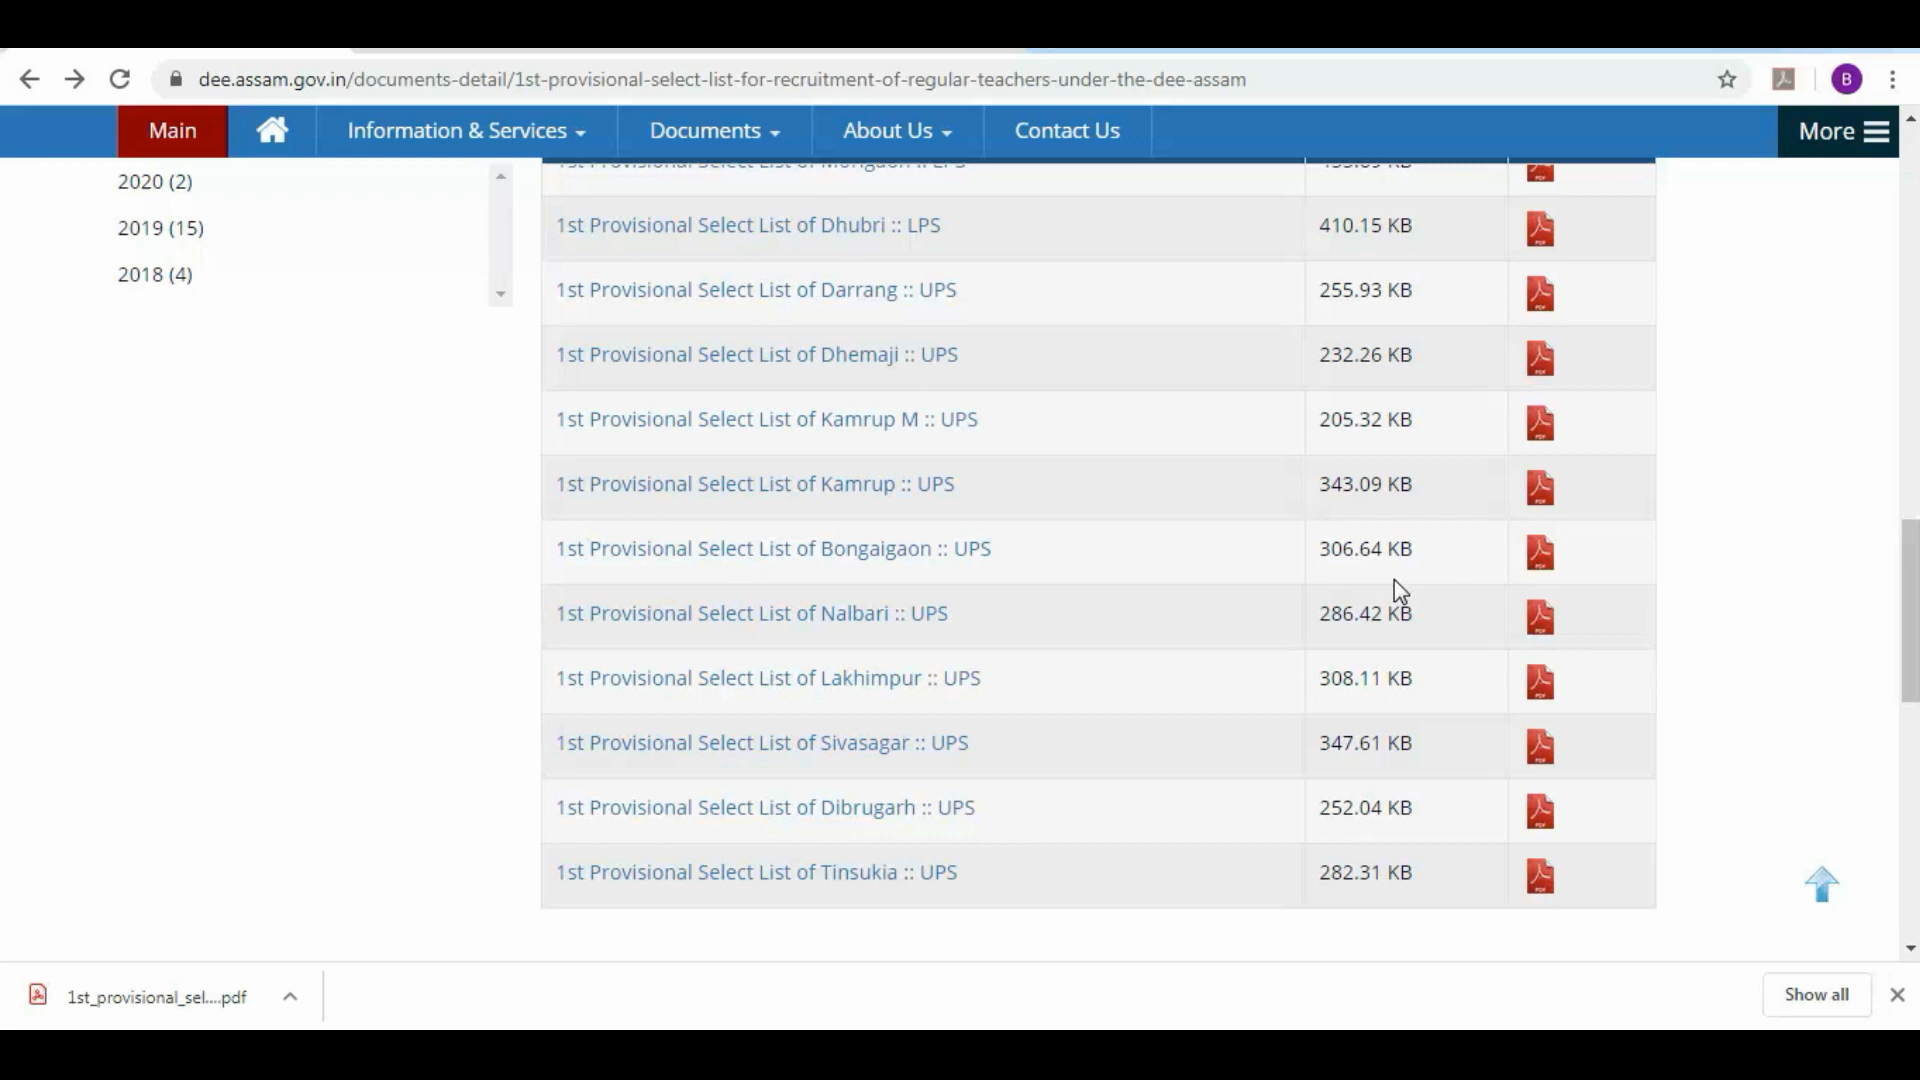 dee.assam.gov.in/documents-detail/1st-provisional-select-list-for-recruitment-of-regular-teachers-under-the-dee-assam
B
Main Information & Services Documents About Us Contact Us More
2020 (2)
2019 (15)
2018 (4)
1st Provisional Select List of Morigaon :: LPS
1st Provisional Select List of Dhubri :: LPS 410.15 KB
1st Provisional Select List of Darrang :: UPS 255.93 KB
1st Provisional Select List of Dhemaji :: UPS 232.26 KB
1st Provisional Select List of Kamrup M :: UPS 205.32 KB
1st Provisional Select List of Kamrup :: UPS 343.09 KB
1st Provisional Select List of Bongaigaon :: UPS 306.64 KB
1st Provisional Select List of Nalbari :: UPS 286.42 KB
1st Provisional Select List of Lakhimpur :: UPS 308.11 KB
1st Provisional Select List of Sivasagar :: UPS 347.61 KB
1st Provisional Select List of Dibrugarh :: UPS 252.04 KB
1st Provisional Select List of Tinsukia :: UPS 282.31 KB
1st_provisional_sel....pdf Show all